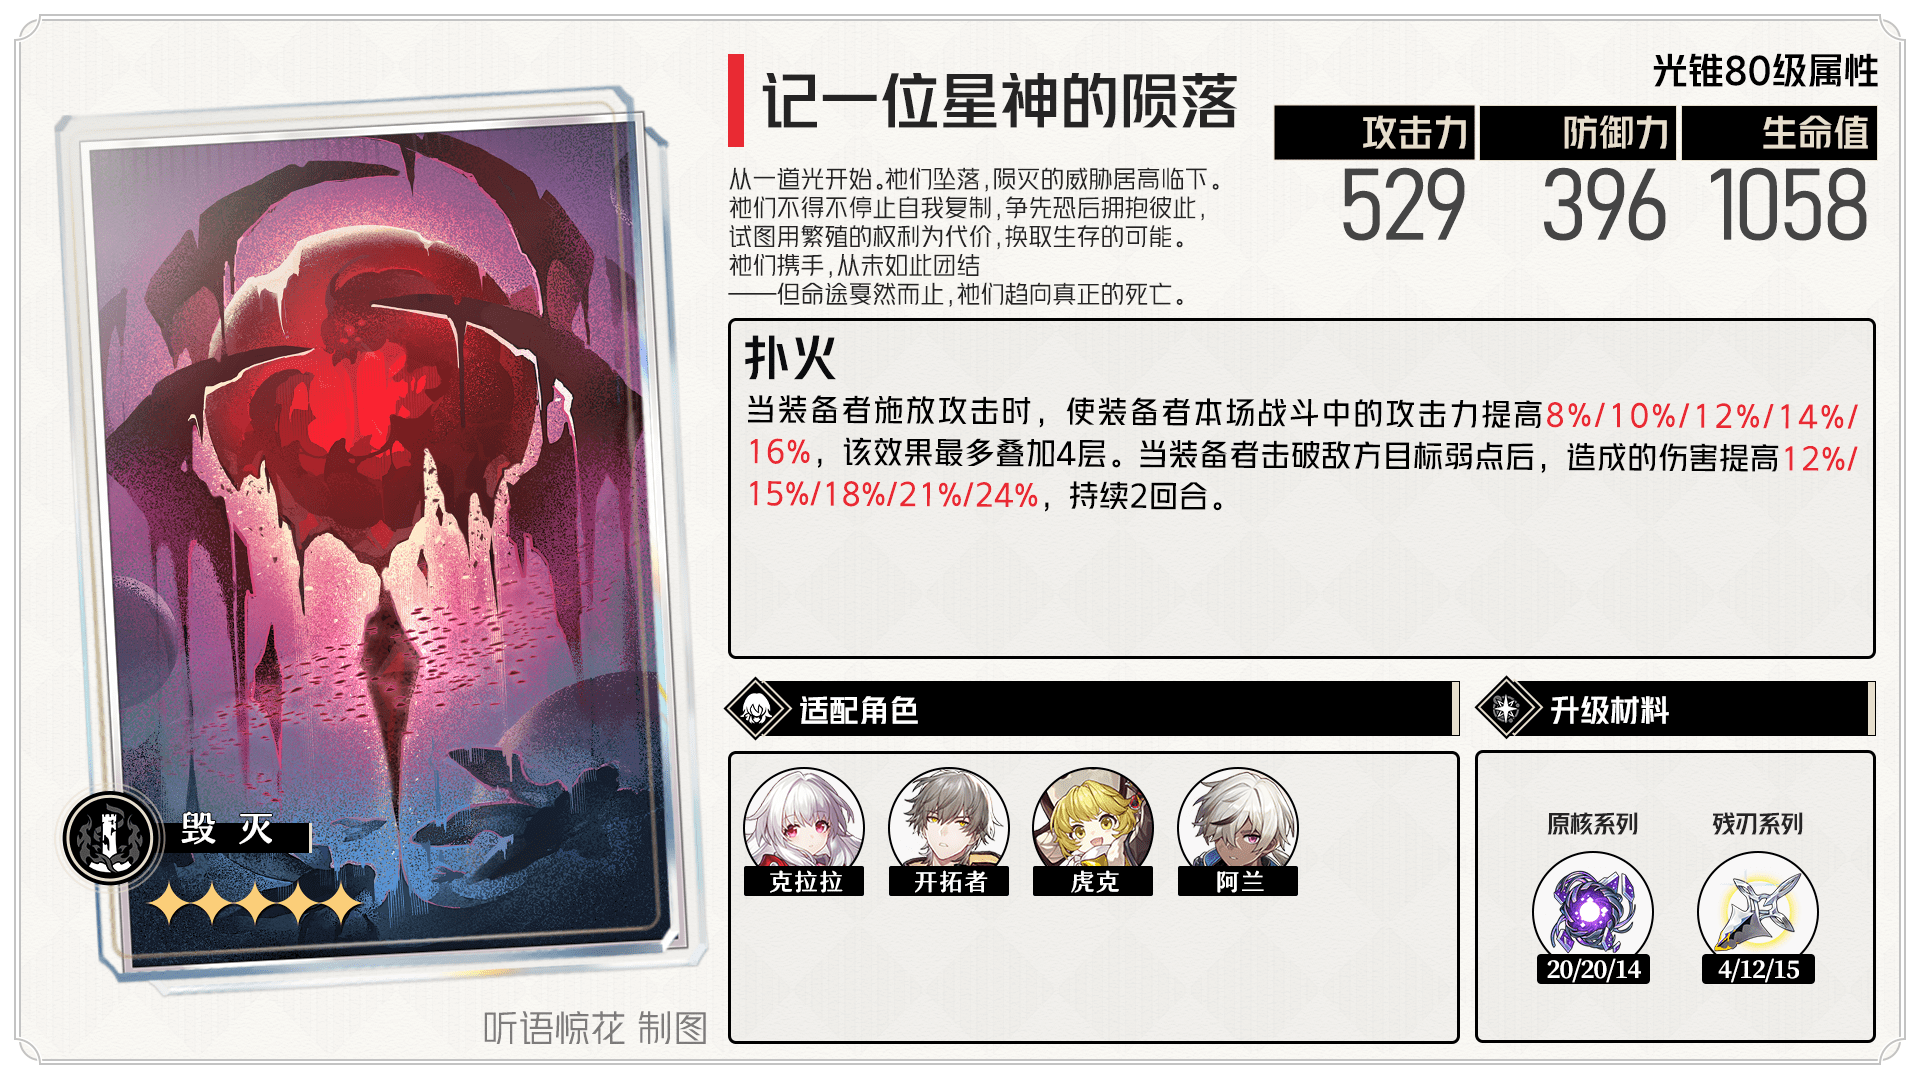 记一位星神的陨落
从一道光开始。祂们坠落,陨灭的威胁居高临下。
祂们不得不停止自我复制,争先恐后拥抱彼此,
试图用繁殖的权利为代价,换取生存的可能。
祂们携手,从未如此团结
——但命途戛然而止,祂们趋向真正的死亡。
光锥80级属性
攻击力 防御力 生命值
529 396 1058
扑火
当装备者施放攻击时，使装备者本场战斗中的攻击力提高8%/10%/12%/14%/
16%，该效果最多叠加4层。当装备者击破敌方目标弱点后，造成的伤害提高12%/
15%/18%/21%/24%，持续2回合。
毁灭
适配角色
克拉拉 开拓者 虎克 阿兰
升级材料
原核系列 残刃系列
20/20/14 4/12/15
听语惊花 制图